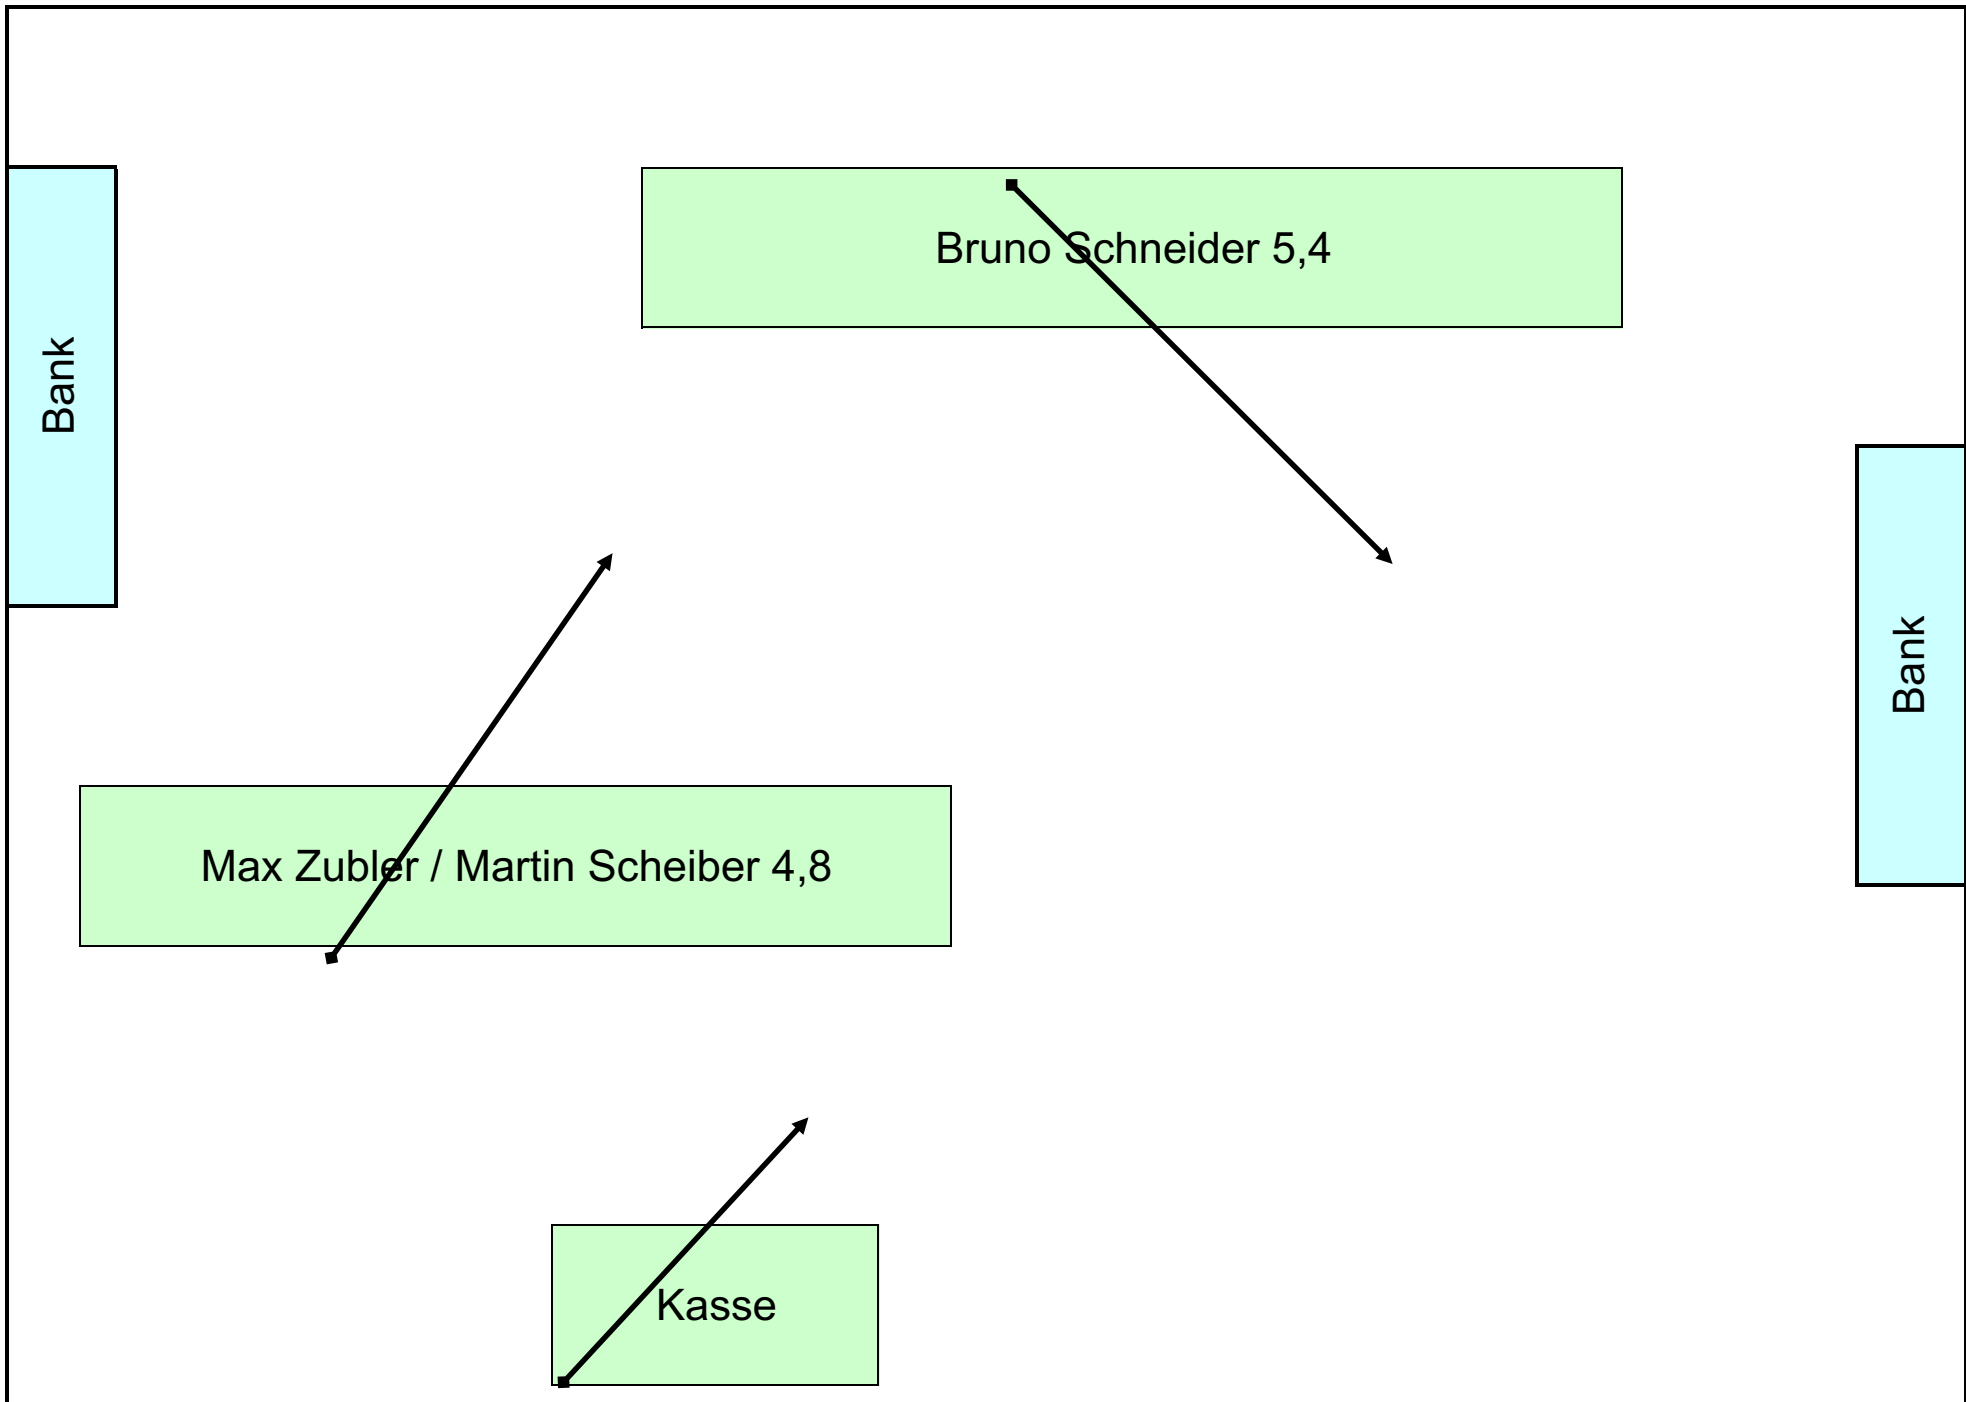 Bruno Schneider 5,4
Bank
Bank
Max Zubler / Martin Scheiber 4,8
Kasse